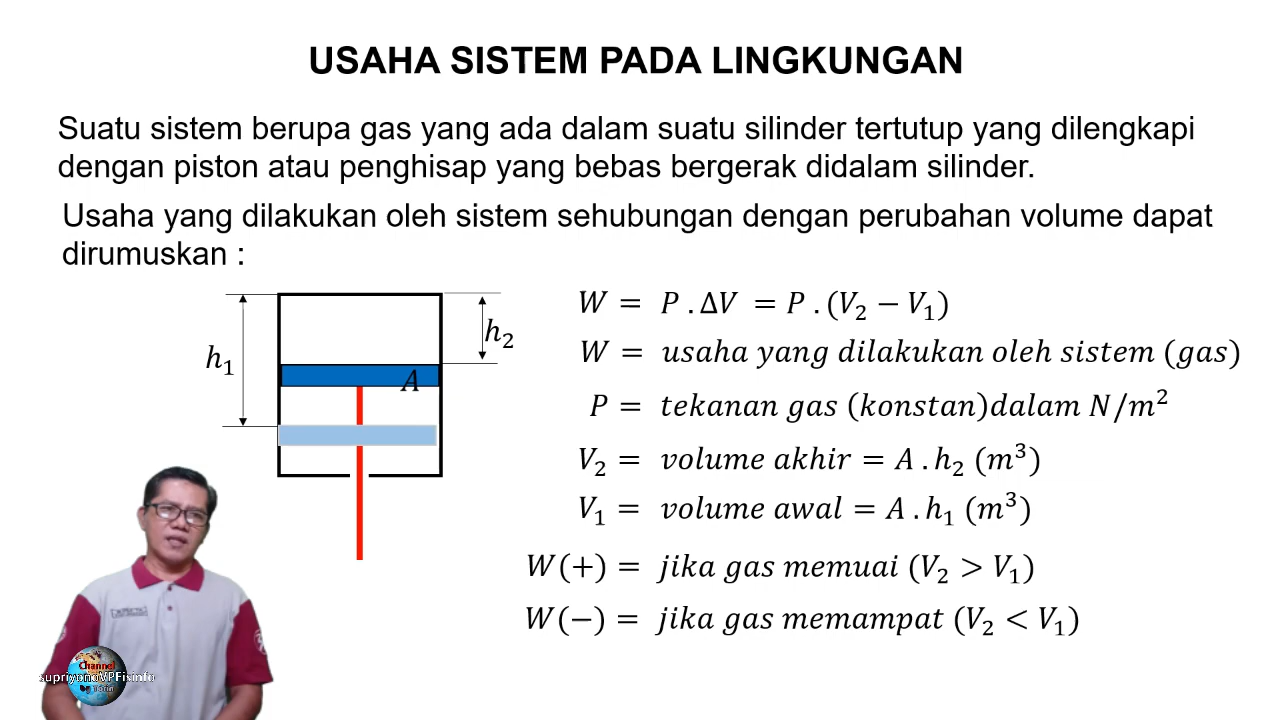 USAHA SISTEM PADA LINGKUNGAN
Suatu sistem berupa gas yang ada dalam suatu silinder tertutup yang dilengkapi
dengan piston atau penghisap yang bebas bergerak didalam silinder.
Usaha yang dilakukan oleh sistem sehubungan dengan perubahan volume dapat
dirumuskan :
h₁
h₂
A
W = P . ΔV = P . (V₂ − V₁)
W = usaha yang dilakukan oleh sistem (gas)
P = tekanan gas (konstan)dalam N/m²
V₂ = volume akhir = A . h₂ (m³)
V₁ = volume awal = A . h₁ (m³)
W(+) = jika gas memuai (V₂ > V₁)
W(−) = jika gas memampat (V₂ < V₁)
Channel
supriyonoVPFisinfo